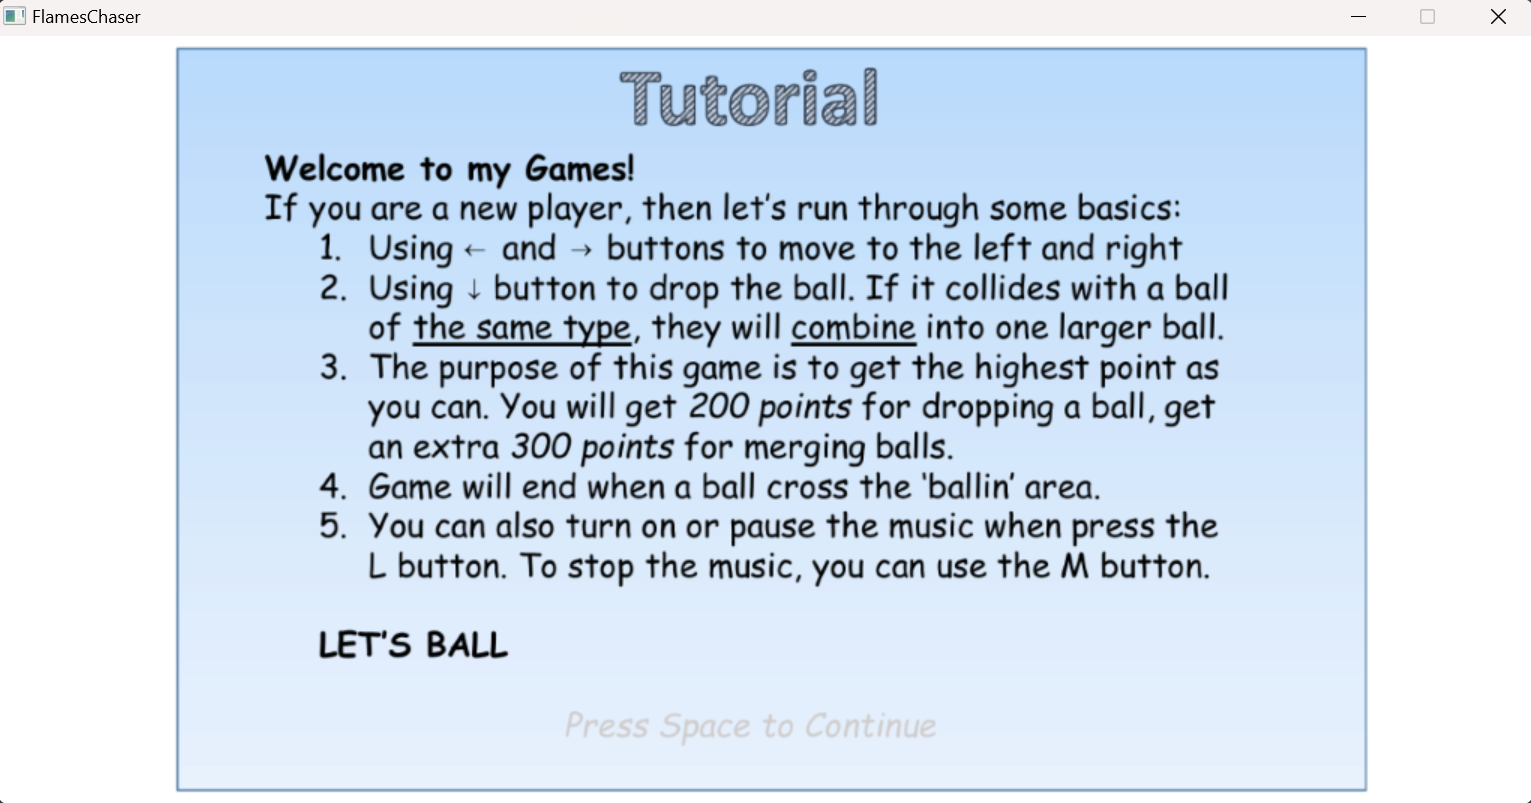 FlamesChaser
Tutorial
Welcome to my Games!
If you are a new player, then let's run through some basics:
1. Using ← and → buttons to move to the left and right
2. Using ↓ button to drop the ball. If it collides with a ball
of the same type, they will combine into one larger ball.
3. The purpose of this game is to get the highest point as
you can. You will get 200 points for dropping a ball, get
an extra 300 points for merging balls.
4. Game will end when a ball cross the 'ballin' area.
5. You can also turn on or pause the music when press the
L button. To stop the music, you can use the M button.
LET'S BALL
Press Space to Continue